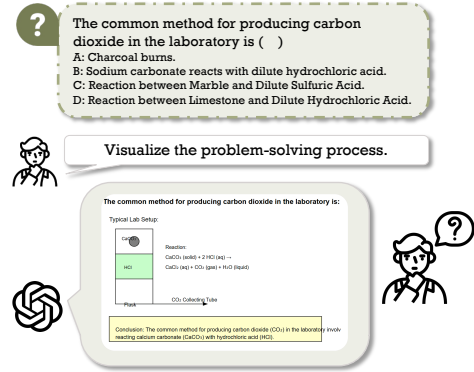 ?
The common method for producing carbon
dioxide in the laboratory is ( )
A: Charcoal burns.
B: Sodium carbonate reacts with dilute hydrochloric acid.
C: Reaction between Marble and Dilute Sulfuric Acid.
D: Reaction between Limestone and Dilute Hydrochloric Acid.
Visualize the problem-solving process.
The common method for producing carbon dioxide in the laboratory is:
Typical Lab Setup:
CaCO₃
Reaction:
CaCO₃ (solid) + 2 HCl (aq) →
HCl
CaCl₂ (aq) + CO₂ (gas) + H₂O (liquid)
CO₂ Collecting Tube
Flask
Conclusion: The common method for producing carbon dioxide (CO₂) in the laboratory involv
reacting calcium carbonate (CaCO₃) with hydrochloric acid (HCl).
?